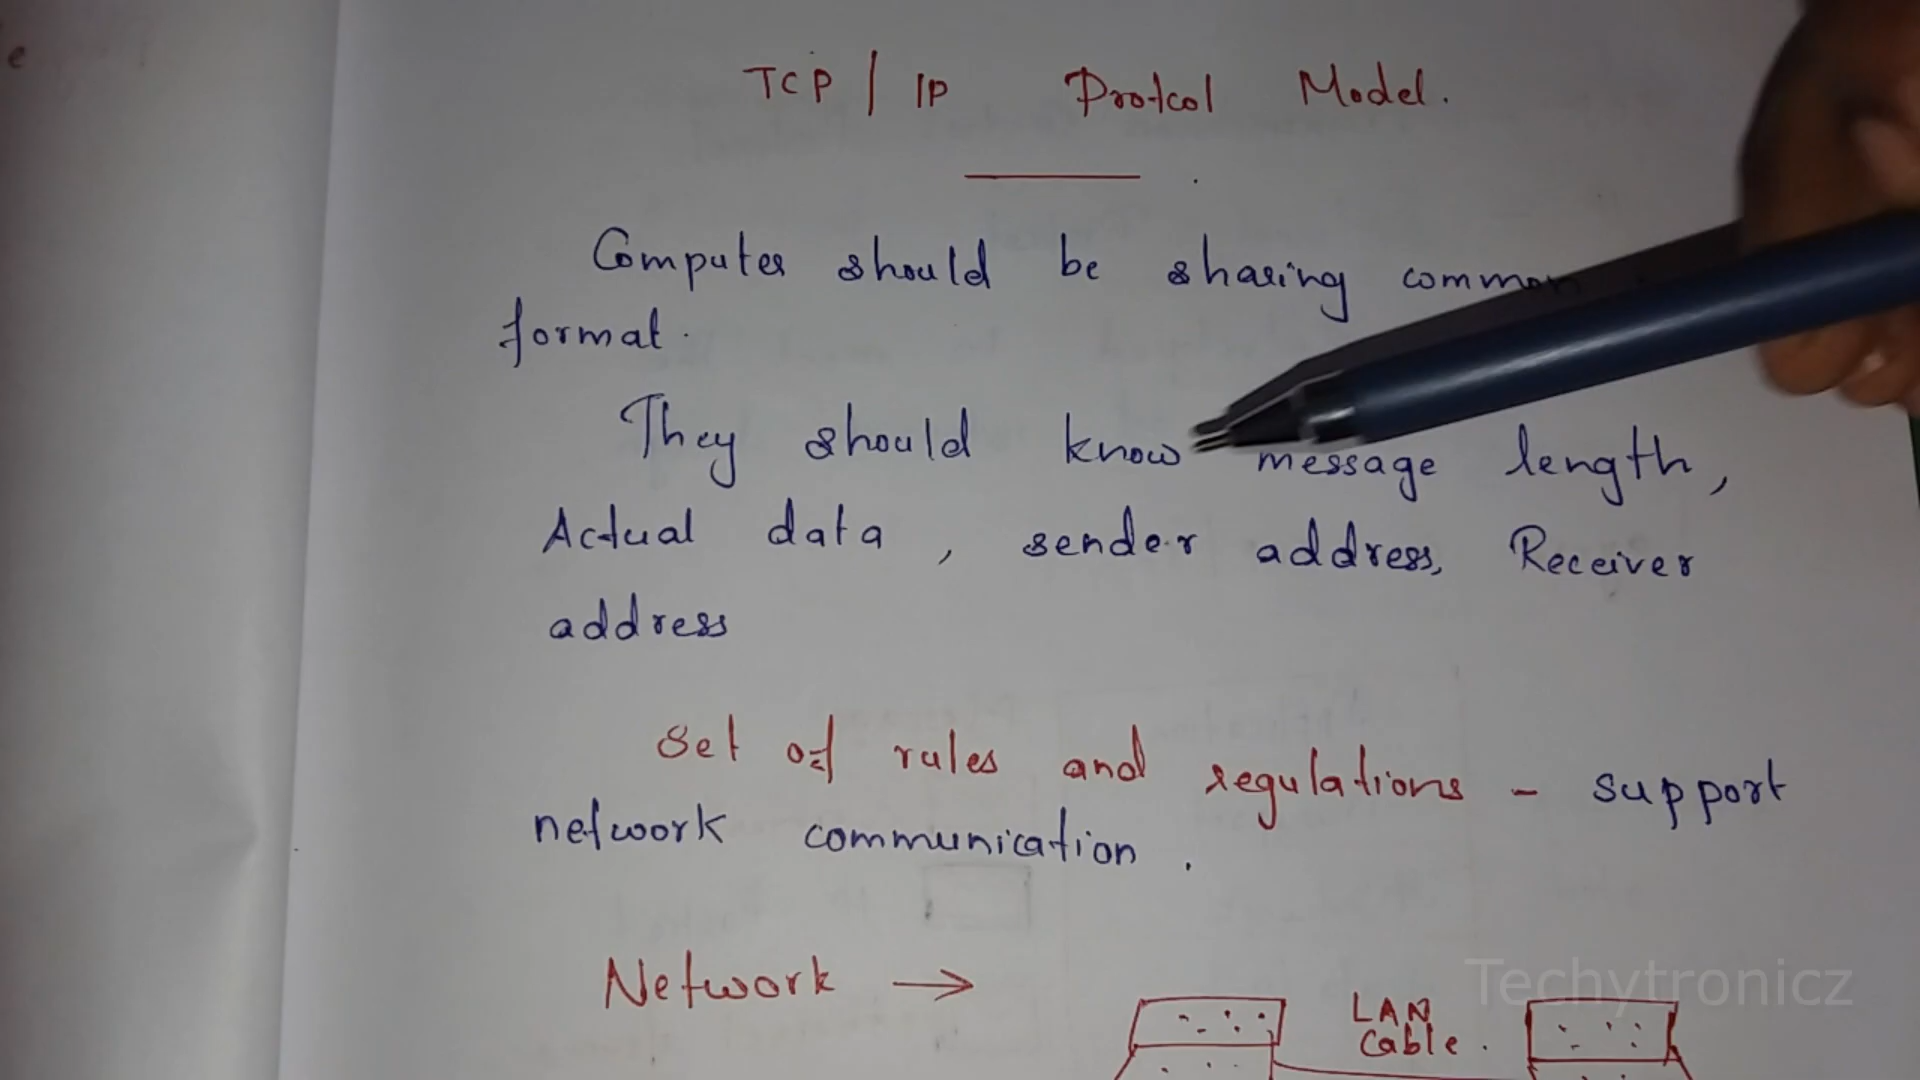 e
TCP / IP Protcol Model.
Computer should be sharing common
format.
They should know message length,
Actual data, sender address, Receiver
address
Set of rules and regulations - support
network communication.
Network →
LAN
Cable.
Techytronicz